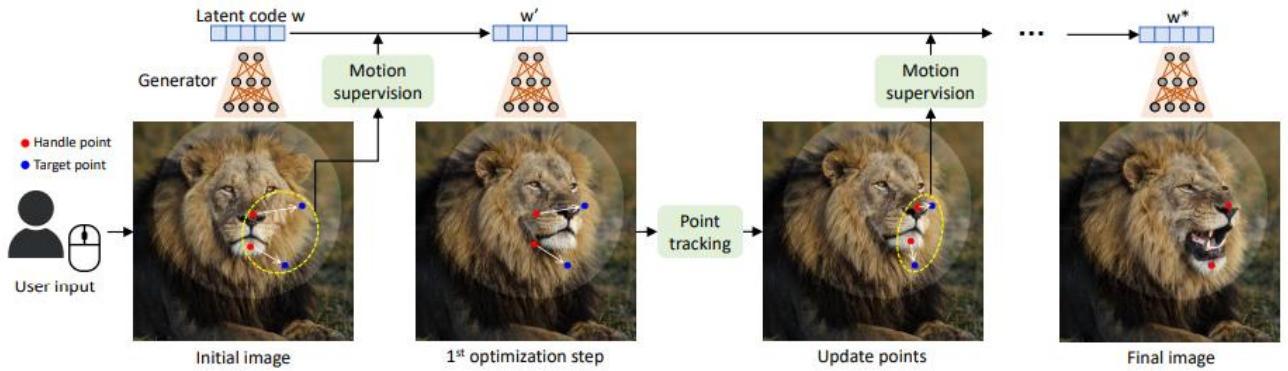 Latent code w
w′
w*
...
Generator
Motion
supervision
Motion
supervision
Handle point
Target point
Point
tracking
User input
Initial image
1st optimization step
Update points
Final image